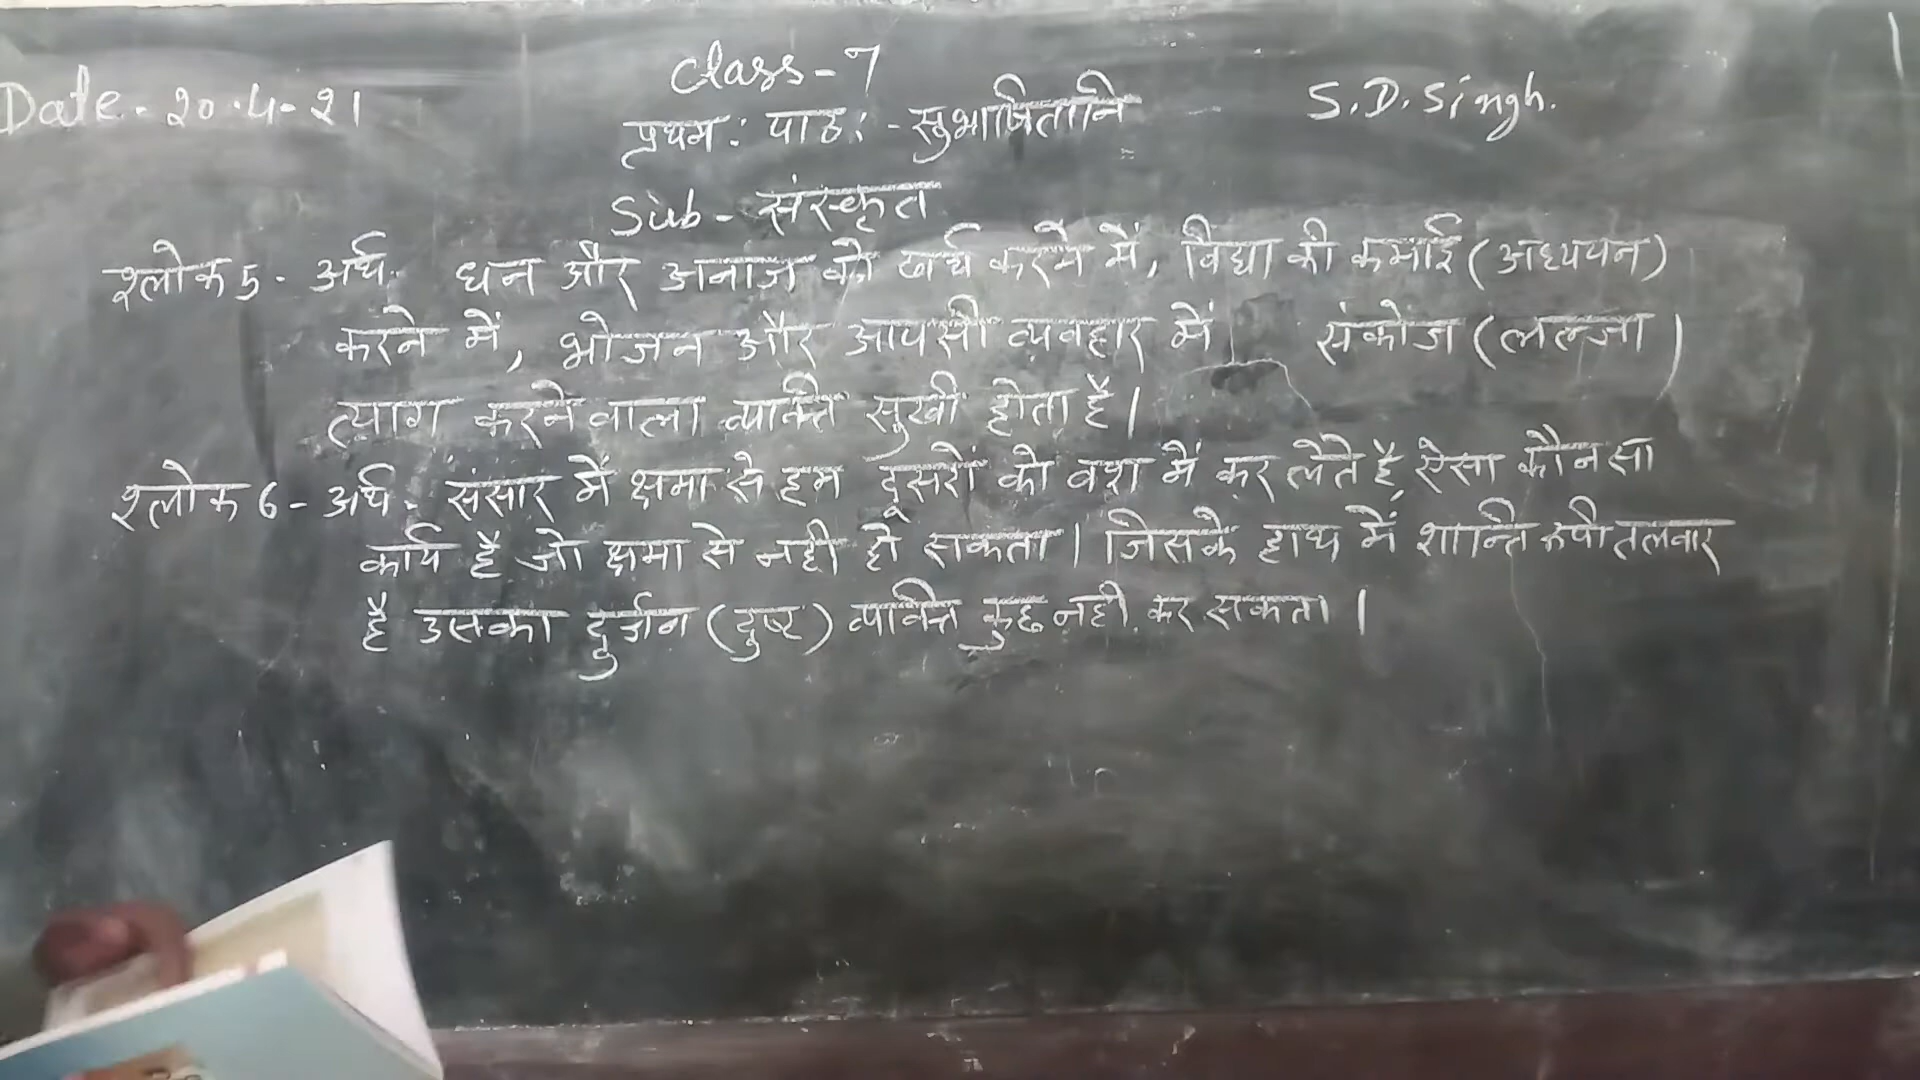 Class-7
Date.- 20.4-21
S.D. Singh.
प्रथम: पाठ: - सुभाषितानि
Sub- संस्कृत
श्लोक 5 - अर्थ- धन और अनाज को खर्च करने में, विद्या की कमाई (अध्ययन)
करने में, भोजन और आपसी व्यवहार में संकोज (लज्जा)
त्याग करने वाला व्यक्ति सुखी होता है।
श्लोक 6 - अर्थ - संसार में क्षमा से हम दूसरों को वश में कर लेते है, ऐसा कौन सा
कार्य है जो क्षमा से नही हो सकता। जिसके हाथ में शान्ति रुपी तलवार
है उसका दुर्जन (दुष्ट) व्यक्ति कुछ नही कर सकता।